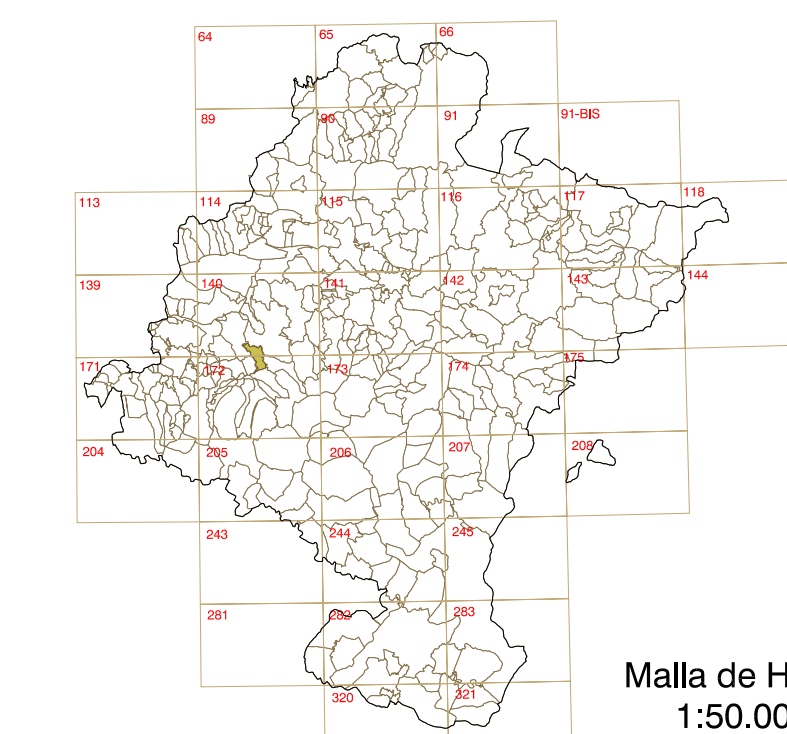 64 65 66
89 90 91 91-BIS
113 114 115 116 117 118
139 140 141 142 143 144
171 172 173 174 175
204 205 206 207 208
243 244 245
281 282 283
320 321
Malla de H
1:50.00